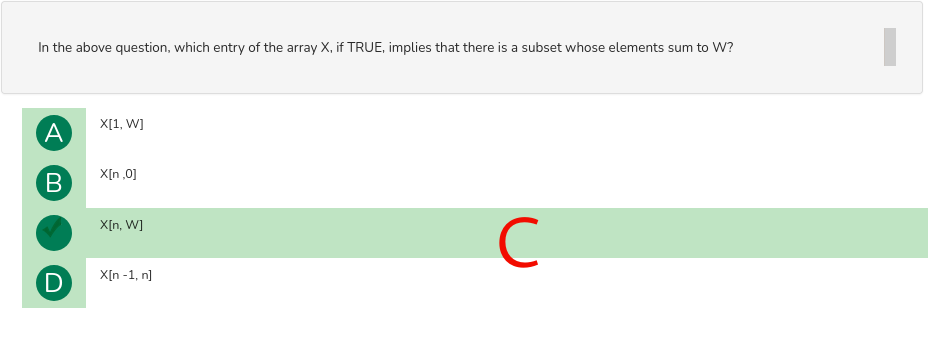 In the above question, which entry of the array X, if TRUE, implies that there is a subset whose elements sum to W?
A X[1, W]
B X[n ,0]
X[n, W] C
D X[n -1, n]